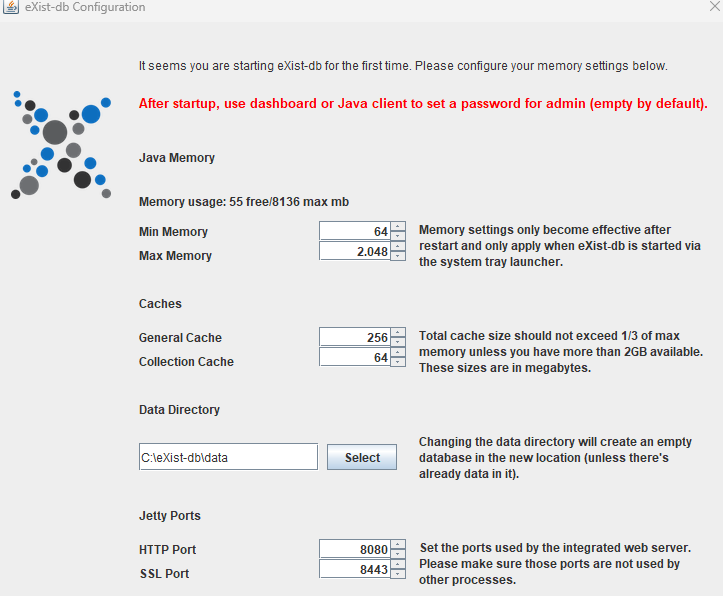 eXist-db Configuration
It seems you are starting eXist-db for the first time. Please configure your memory settings below.
After startup, use dashboard or Java client to set a password for admin (empty by default).
Java Memory
Memory usage: 55 free/8136 max mb
Min Memory
64
Max Memory
2.048
Memory settings only become effective after
restart and only apply when eXist-db is started via
the system tray launcher.
Caches
General Cache
256
Collection Cache
64
Total cache size should not exceed 1/3 of max
memory unless you have more than 2GB available.
These sizes are in megabytes.
Data Directory
C:\eXist-db\data
Select
Changing the data directory will create an empty
database in the new location (unless there's
already data in it).
Jetty Ports
HTTP Port
8080
SSL Port
8443
Set the ports used by the integrated web server.
Please make sure those ports are not used by
other processes.